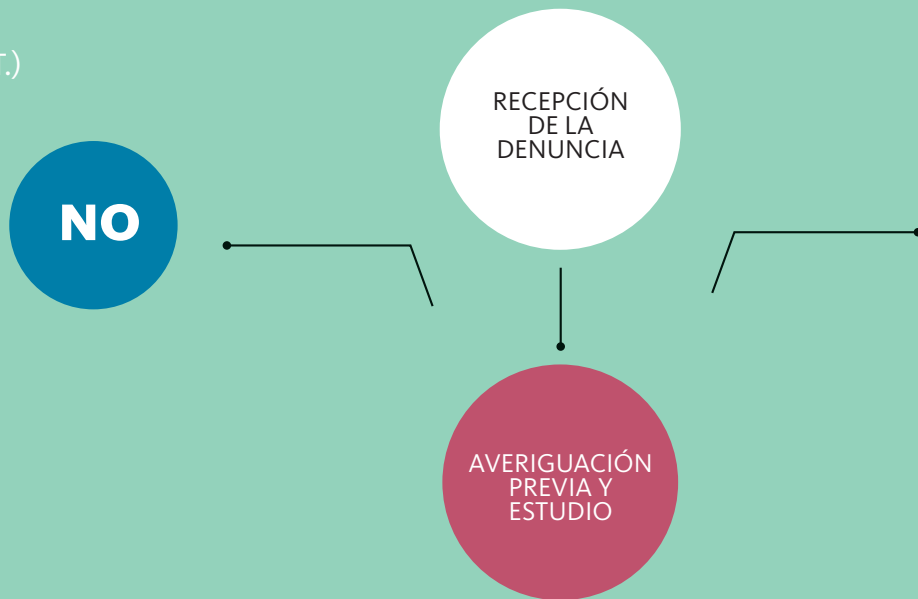 T.)
RECEPCIÓN
DE LA
DENUNCIA
NO
AVERIGUACIÓN
PREVIA Y
ESTUDIO